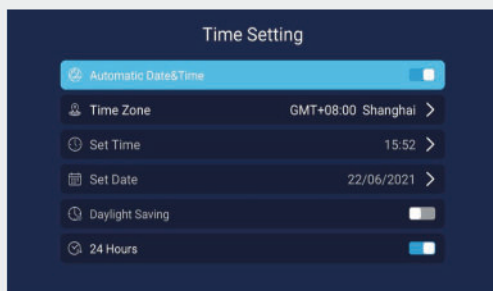 Time Setting
Automatic Date&Time
Time Zone GMT+08:00 Shanghai
Set Time 15:52
Set Date 22/06/2021
Daylight Saving
24 Hours